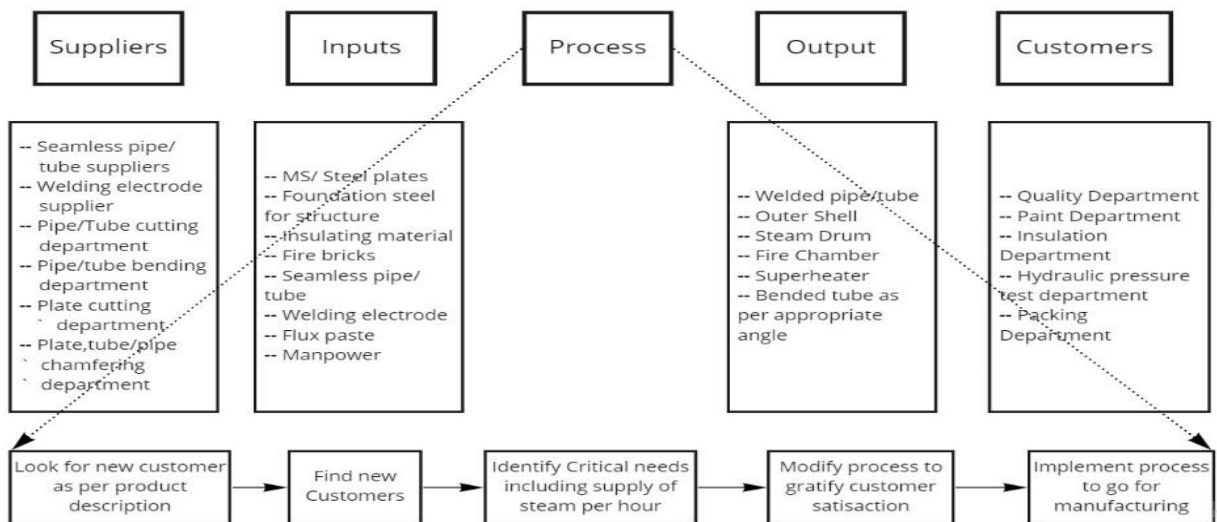 Suppliers
Inputs
Process
Output
Customers
-- Seamless pipe/
tube suppliers
-- Welding electrode
supplier
-- Pipe/Tube cutting
department
-- Pipe/tube bending
department
-- Plate cutting
` department
-- Plate,tube/pipe
` chamfering
` department
-- MS/ Steel plates
-- Foundation steel
for structure
-- Insulating material
-- Fire bricks
-- Seamless pipe/
tube
-- Welding electrode
-- Flux paste
-- Manpower
-- Welded pipe/tube
-- Outer Shell
-- Steam Drum
-- Fire Chamber
-- Superheater
-- Bended tube as
per appropriate
angle
-- Quality Department
-- Paint Department
-- Insulation
Department
-- Hydraulic pressure
test department
-- Packing
Department
Look for new customer
as per product
description
Find new
Customers
Identify Critical needs
including supply of
steam per hour
Modify process to
gratify customer
satisaction
Implement process
to go for
manufacturing